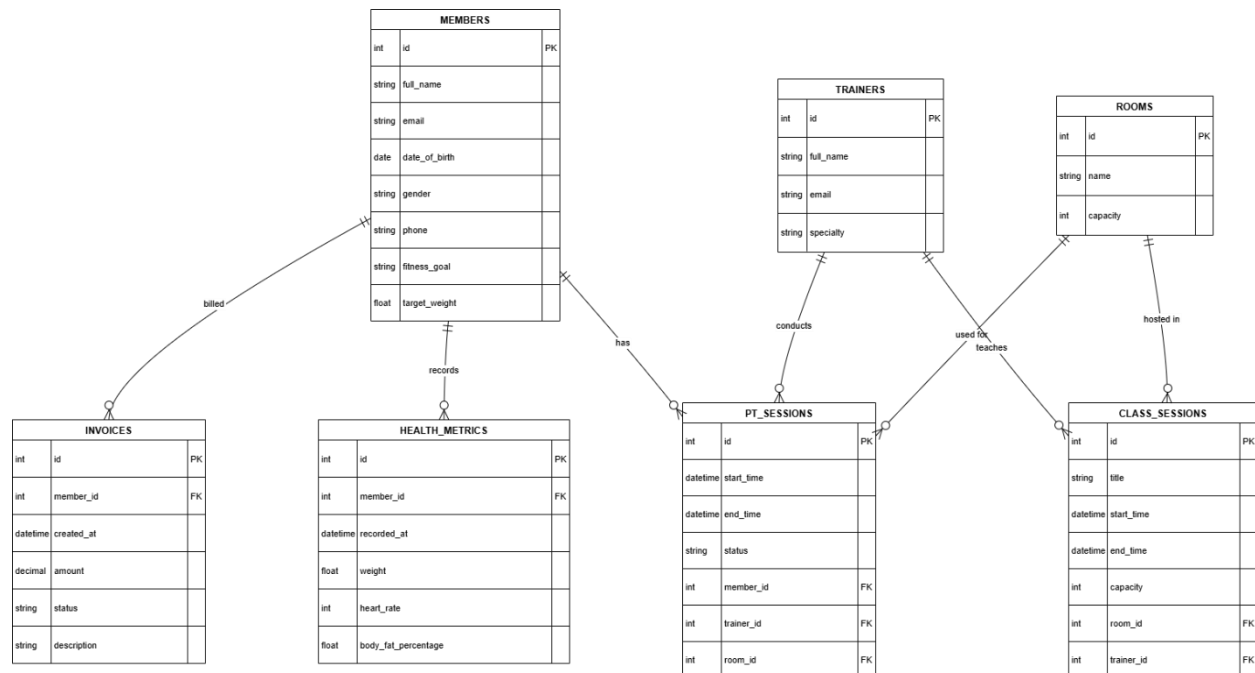 MEMBERS
int id PK
string full_name
string email
date date_of_birth
string gender
string phone
string fitness_goal
float target_weight
TRAINERS
int id PK
string full_name
string email
string specialty
ROOMS
int id PK
string name
int capacity
billed
records
has
conducts
used for
teaches
hosted in
INVOICES
int id PK
int member_id FK
datetime created_at
decimal amount
string status
string description
HEALTH_METRICS
int id PK
int member_id FK
datetime recorded_at
float weight
int heart_rate
float body_fat_percentage
PT_SESSIONS
int id PK
datetime start_time
datetime end_time
string status
int member_id FK
int trainer_id FK
int room_id FK
CLASS_SESSIONS
int id PK
string title
datetime start_time
datetime end_time
int capacity
int room_id FK
int trainer_id FK